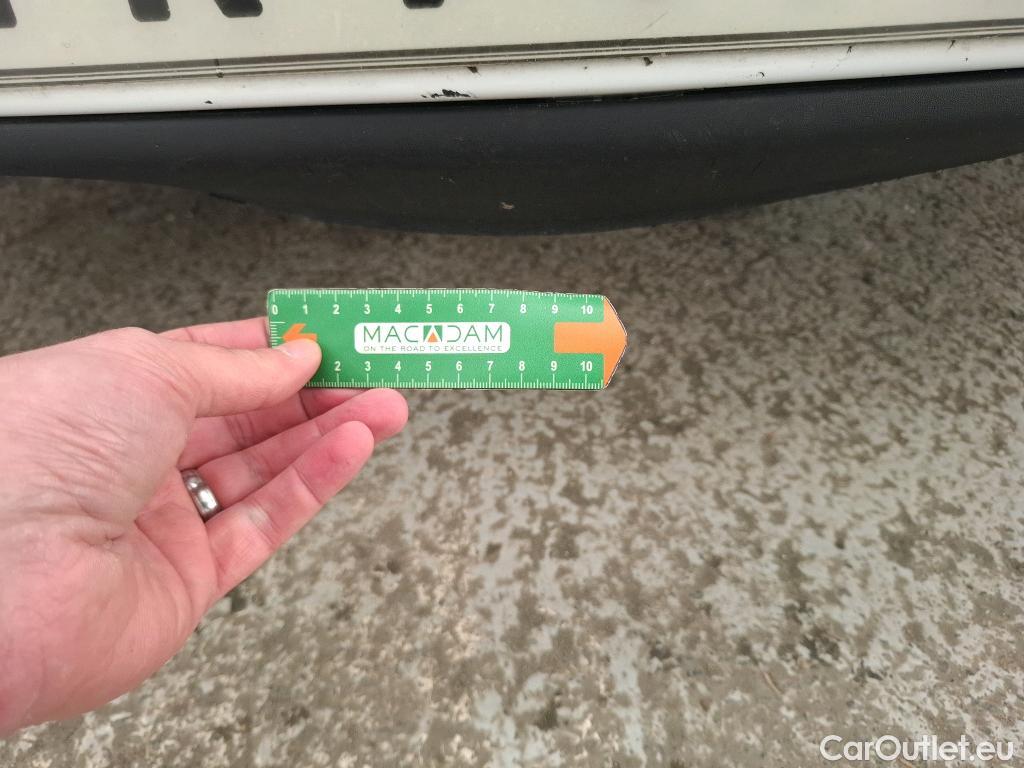 0 1 2 3 4 5 6 7 8 9 10
MACADAM
ON THE ROAD TO EXCELLENCE
2 3 4 5 6 7 8 9 10
CarOutlet.eu